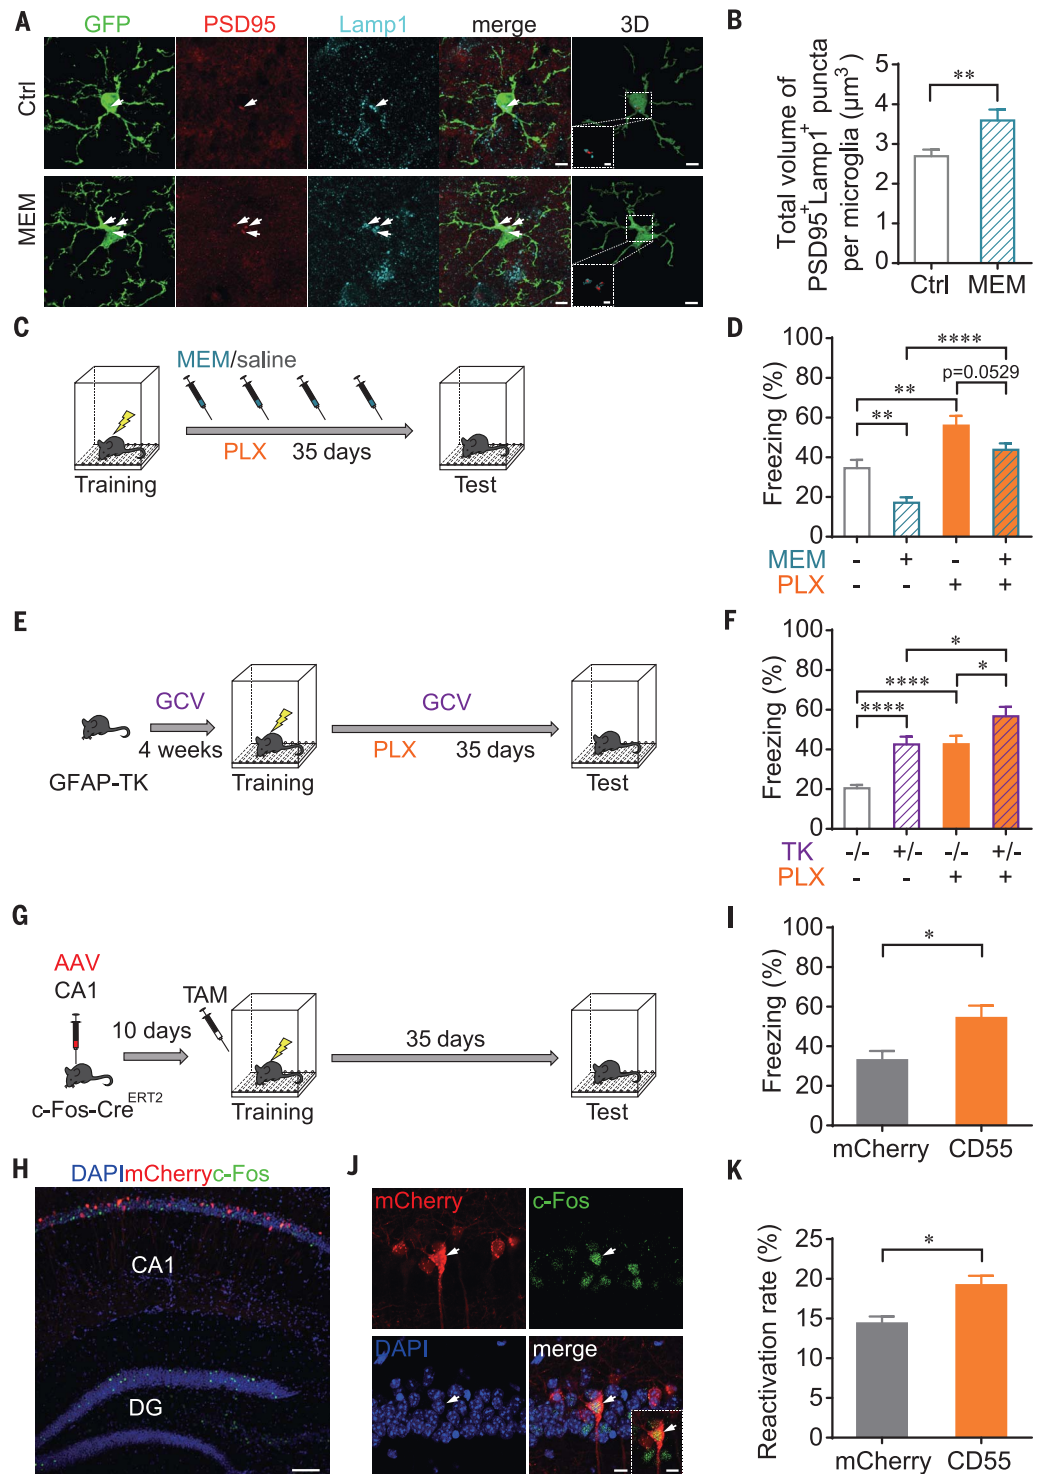 A
GFP
PSD95
Lamp1
merge
3D
Ctrl
MEM
B
Total volume of
PSD95+Lamp1+ puncta
per microglia (μm3)
5
4
3
2
1
0
**
Ctrl
MEM
C
MEM/saline
PLX
35 days
Training
Test
D
Freezing (%)
100
80
60
40
20
0
****
p=0.0529
**
**
MEM - + - +
PLX - - + +
E
GCV
4 weeks
GFAP-TK
Training
GCV
PLX
35 days
Test
F
Freezing (%)
100
80
60
40
20
0
*
*
****
****
TK -/- +/- -/- +/-
PLX - - + +
G
AAV
CA1
10 days
TAM
c-Fos-CreERT2
Training
35 days
Test
I
Freezing (%)
100
80
60
40
20
0
*
mCherry
CD55
H
DAPImCherryc-Fos
CA1
DG
J
mCherry
c-Fos
DAPI
merge
K
Reactivation rate (%)
25
20
15
10
5
0
*
mCherry
CD55